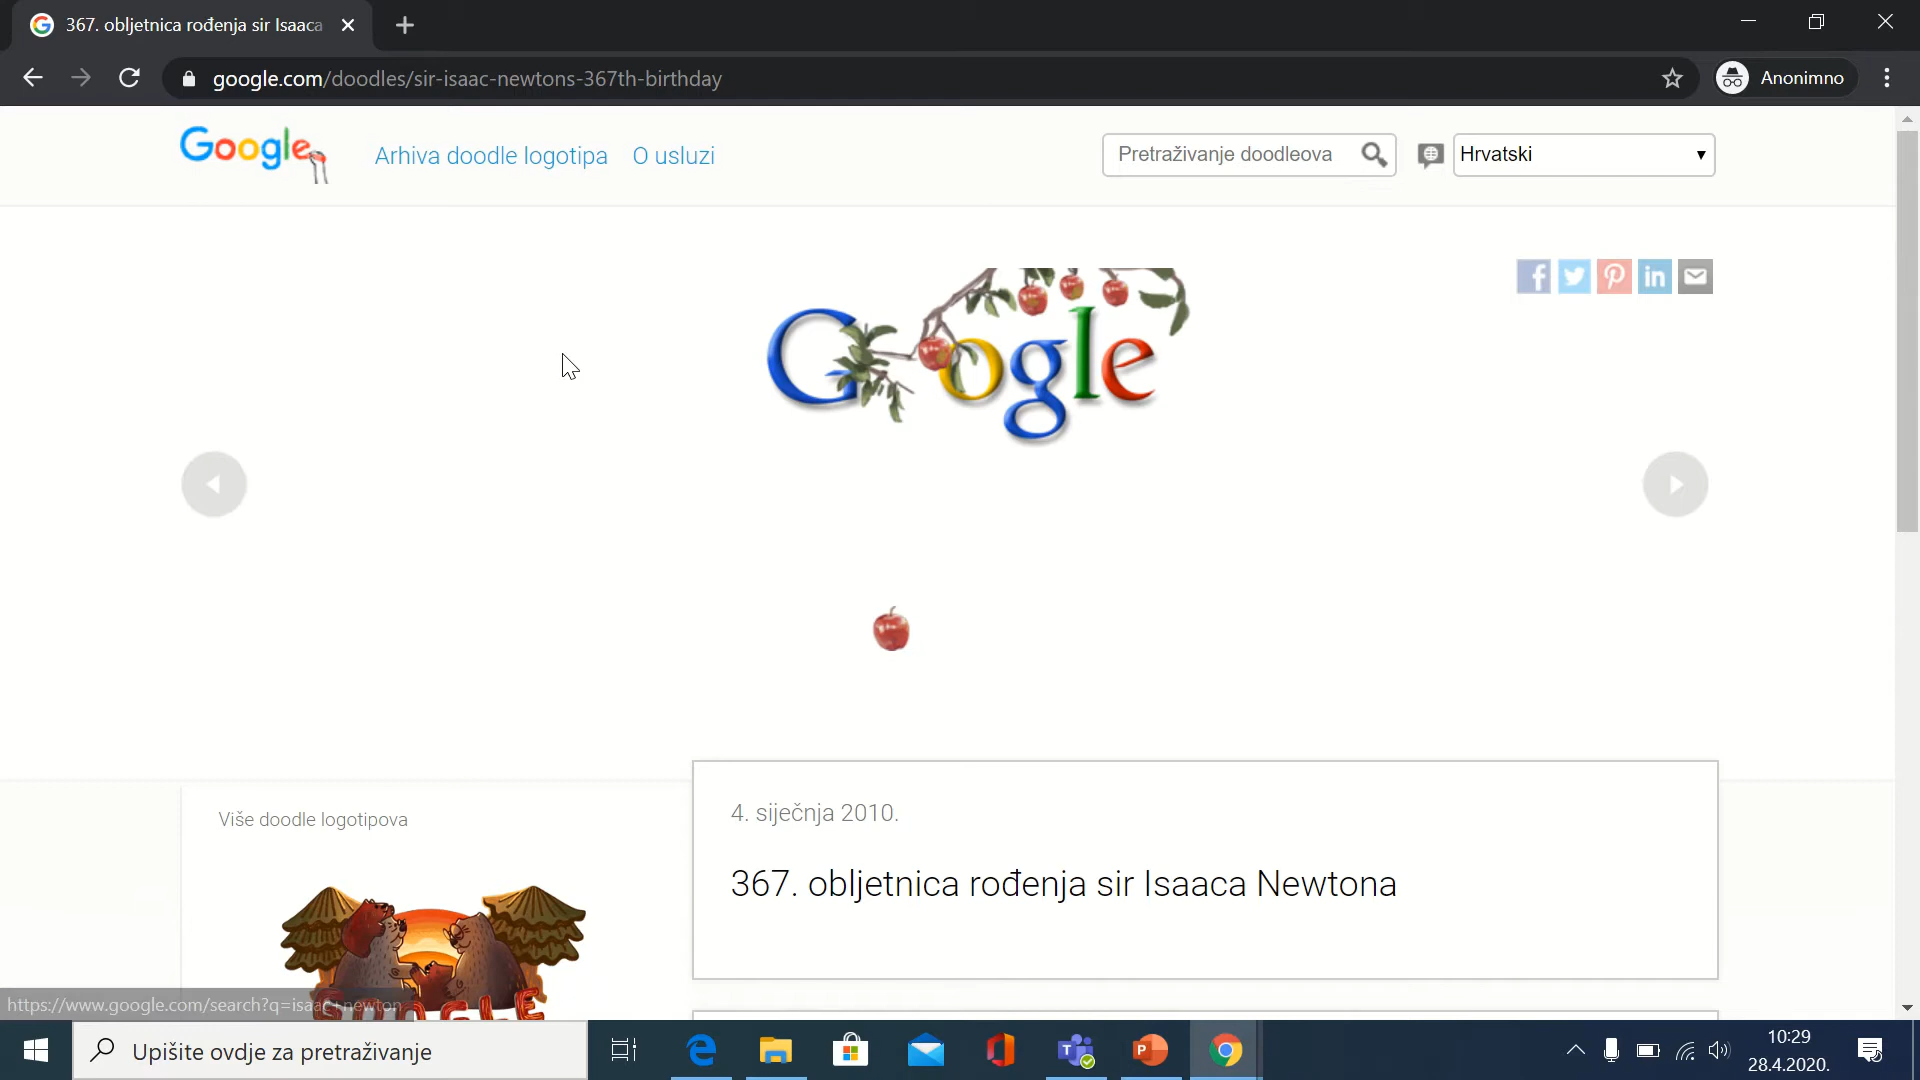 367. obljetnica rođenja sir Isaaca
google.com/doodles/sir-isaac-newtons-367th-birthday
Anonimno
Google
Arhiva doodle logotipa
O usluzi
Pretraživanje doodleova
Hrvatski
Google
4. siječnja 2010.
367. obljetnica rođenja sir Isaaca Newtona
Više doodle logotipova
GOOGLE
https://www.google.com/search?q=isaac+newton
Upišite ovdje za pretraživanje
10:29
28.4.2020.